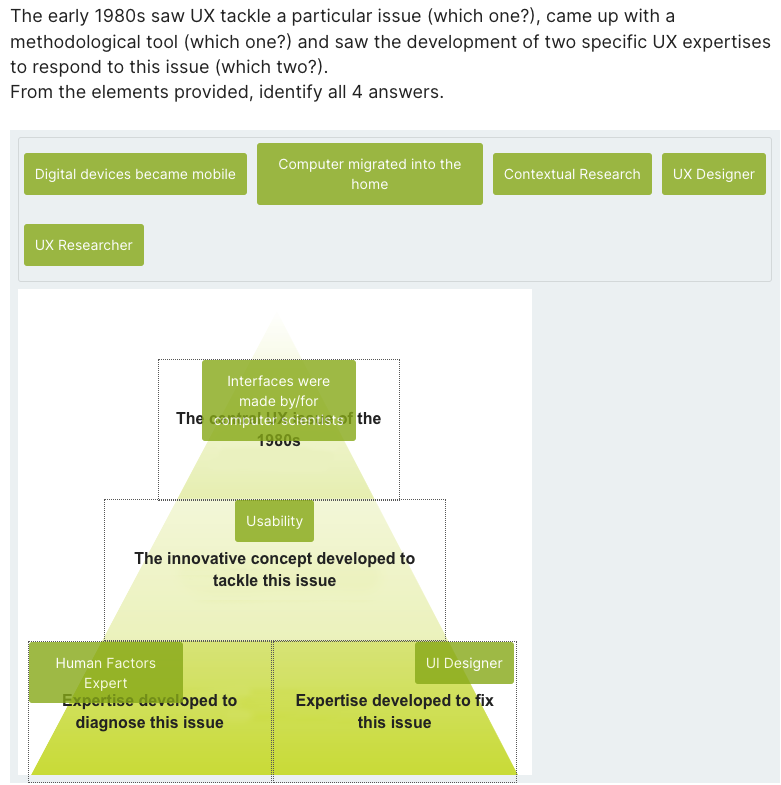 The early 1980s saw UX tackle a particular issue (which one?), came up with a
methodological tool (which one?) and saw the development of two specific UX expertises
to respond to this issue (which two?).
From the elements provided, identify all 4 answers.
Digital devices became mobile
Computer migrated into the
home
Contextual Research
UX Designer
UX Researcher
Interfaces were
made by/for
computer scientists
The central UX issue of the
1980s
Usability
The innovative concept developed to
tackle this issue
Human Factors
Expert
Expertise developed to
diagnose this issue
UI Designer
Expertise developed to fix
this issue